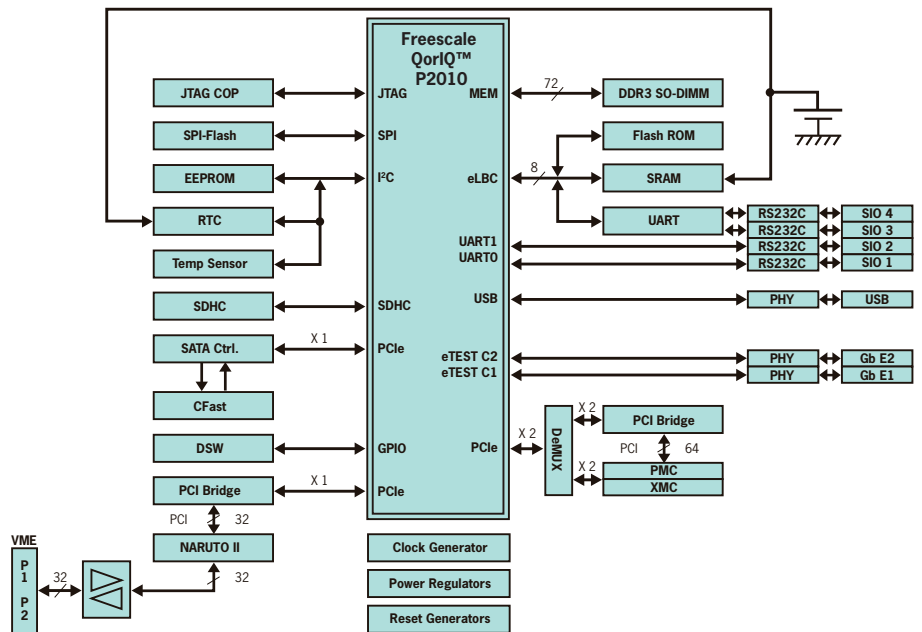 Freescale
QorIQ™
P2010
JTAG COP
JTAG
MEM
72
DDR3 SO-DIMM
SPI-Flash
SPI
Flash ROM
EEPROM
I²C
eLBC
8
SRAM
RTC
UART
RS232C
SIO 4
RS232C
SIO 3
UART1
RS232C
SIO 2
UART0
RS232C
SIO 1
Temp Sensor
SDHC
SDHC
USB
PHY
USB
SATA Ctrl.
X 1
PCIe
eTEST C2
PHY
Gb E2
eTEST C1
PHY
Gb E1
CFast
X 2
PCI Bridge
DSW
GPIO
PCIe
X 2
DeMUX
PCI
64
X 2
PMC
XMC
PCI Bridge
X 1
PCIe
PCI
32
NARUTO II
Clock Generator
VME
P
1
P
2
32
32
Power Regulators
Reset Generators